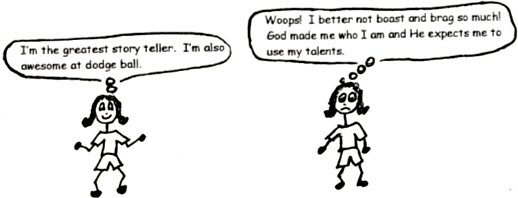 I'm the greatest story teller. I'm also
awesome at dodge ball.
Woops! I better not boast and brag so much!
God made me who I am and He expects me to
use my talents.